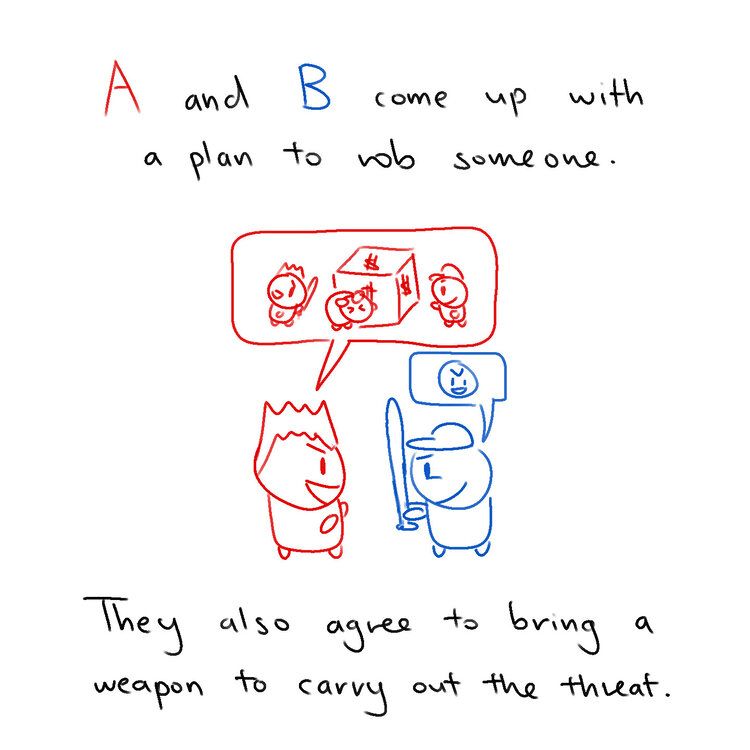 A and B come up with
a plan to rob someone.
$ $ $
They also agree to bring a
weapon to carry out the threat.